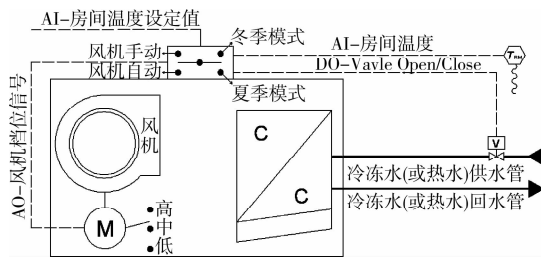 AI-房间温度设定值
风机手动
冬季模式
AI-房间温度
TRM
风机自动
DO-Vavle Open/Close
夏季模式
AO-风机档位信号
风机
C
C
V
冷冻水(或热水)供水管
冷冻水(或热水)回水管
M
高
中
低